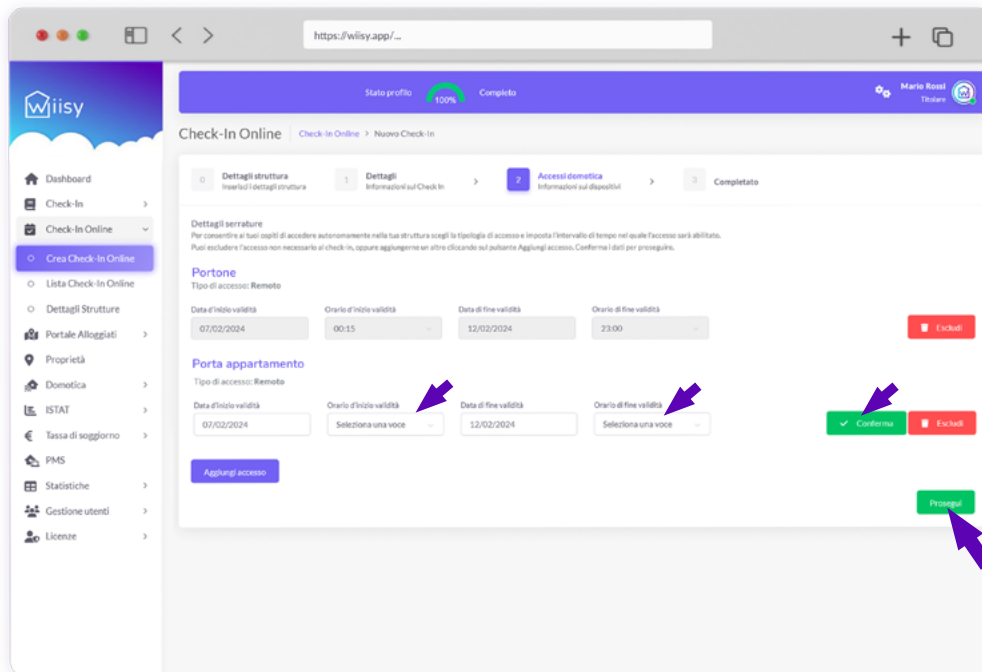 https://wiisy.app/...
Wiisy
Stato profilo 100% Completo
Mario Rossi
Titolare
Check-In Online Check-In Online > Nuovo Check-In
Dashboard
Check-In
Check-In Online
Crea Check-In Online
Lista Check-In Online
Dettagli Strutture
Portale Alloggiati
Proprietà
Domotica
ISTAT
Tassa di soggiorno
PMS
Statistiche
Gestione utenti
Licenze
0 Dettagli struttura
Inserisci i dettagli struttura
1 Dettagli
Informazioni sul Check In
2 Accessi domotica
Informazioni sui dispositivi
3 Completato
Dettagli serrature
Per consentire ai tuoi ospiti di accedere autonomamente nella tua struttura scegli la tipologia di accesso e imposta l'intervallo di tempo nel quale l'accesso sarà abilitato.
Puoi escludere l'accesso non necessario al check-in, oppure aggiungerne un altro cliccando sul pulsante Aggiungi accesso. Conferma i dati per proseguire.
Portone
Tipo di accesso: Remoto
Data d'inizio validità Orario d'inizio validità Data di fine validità Orario di fine validità
07/02/2024 00:15 12/02/2024 23:00 Escludi
Porta appartamento
Tipo di accesso: Remoto
Data d'inizio validità Orario d'inizio validità Data di fine validità Orario di fine validità
07/02/2024 Seleziona una voce 12/02/2024 Seleziona una voce Conferma Escludi
Aggiungi accesso
Prosegui